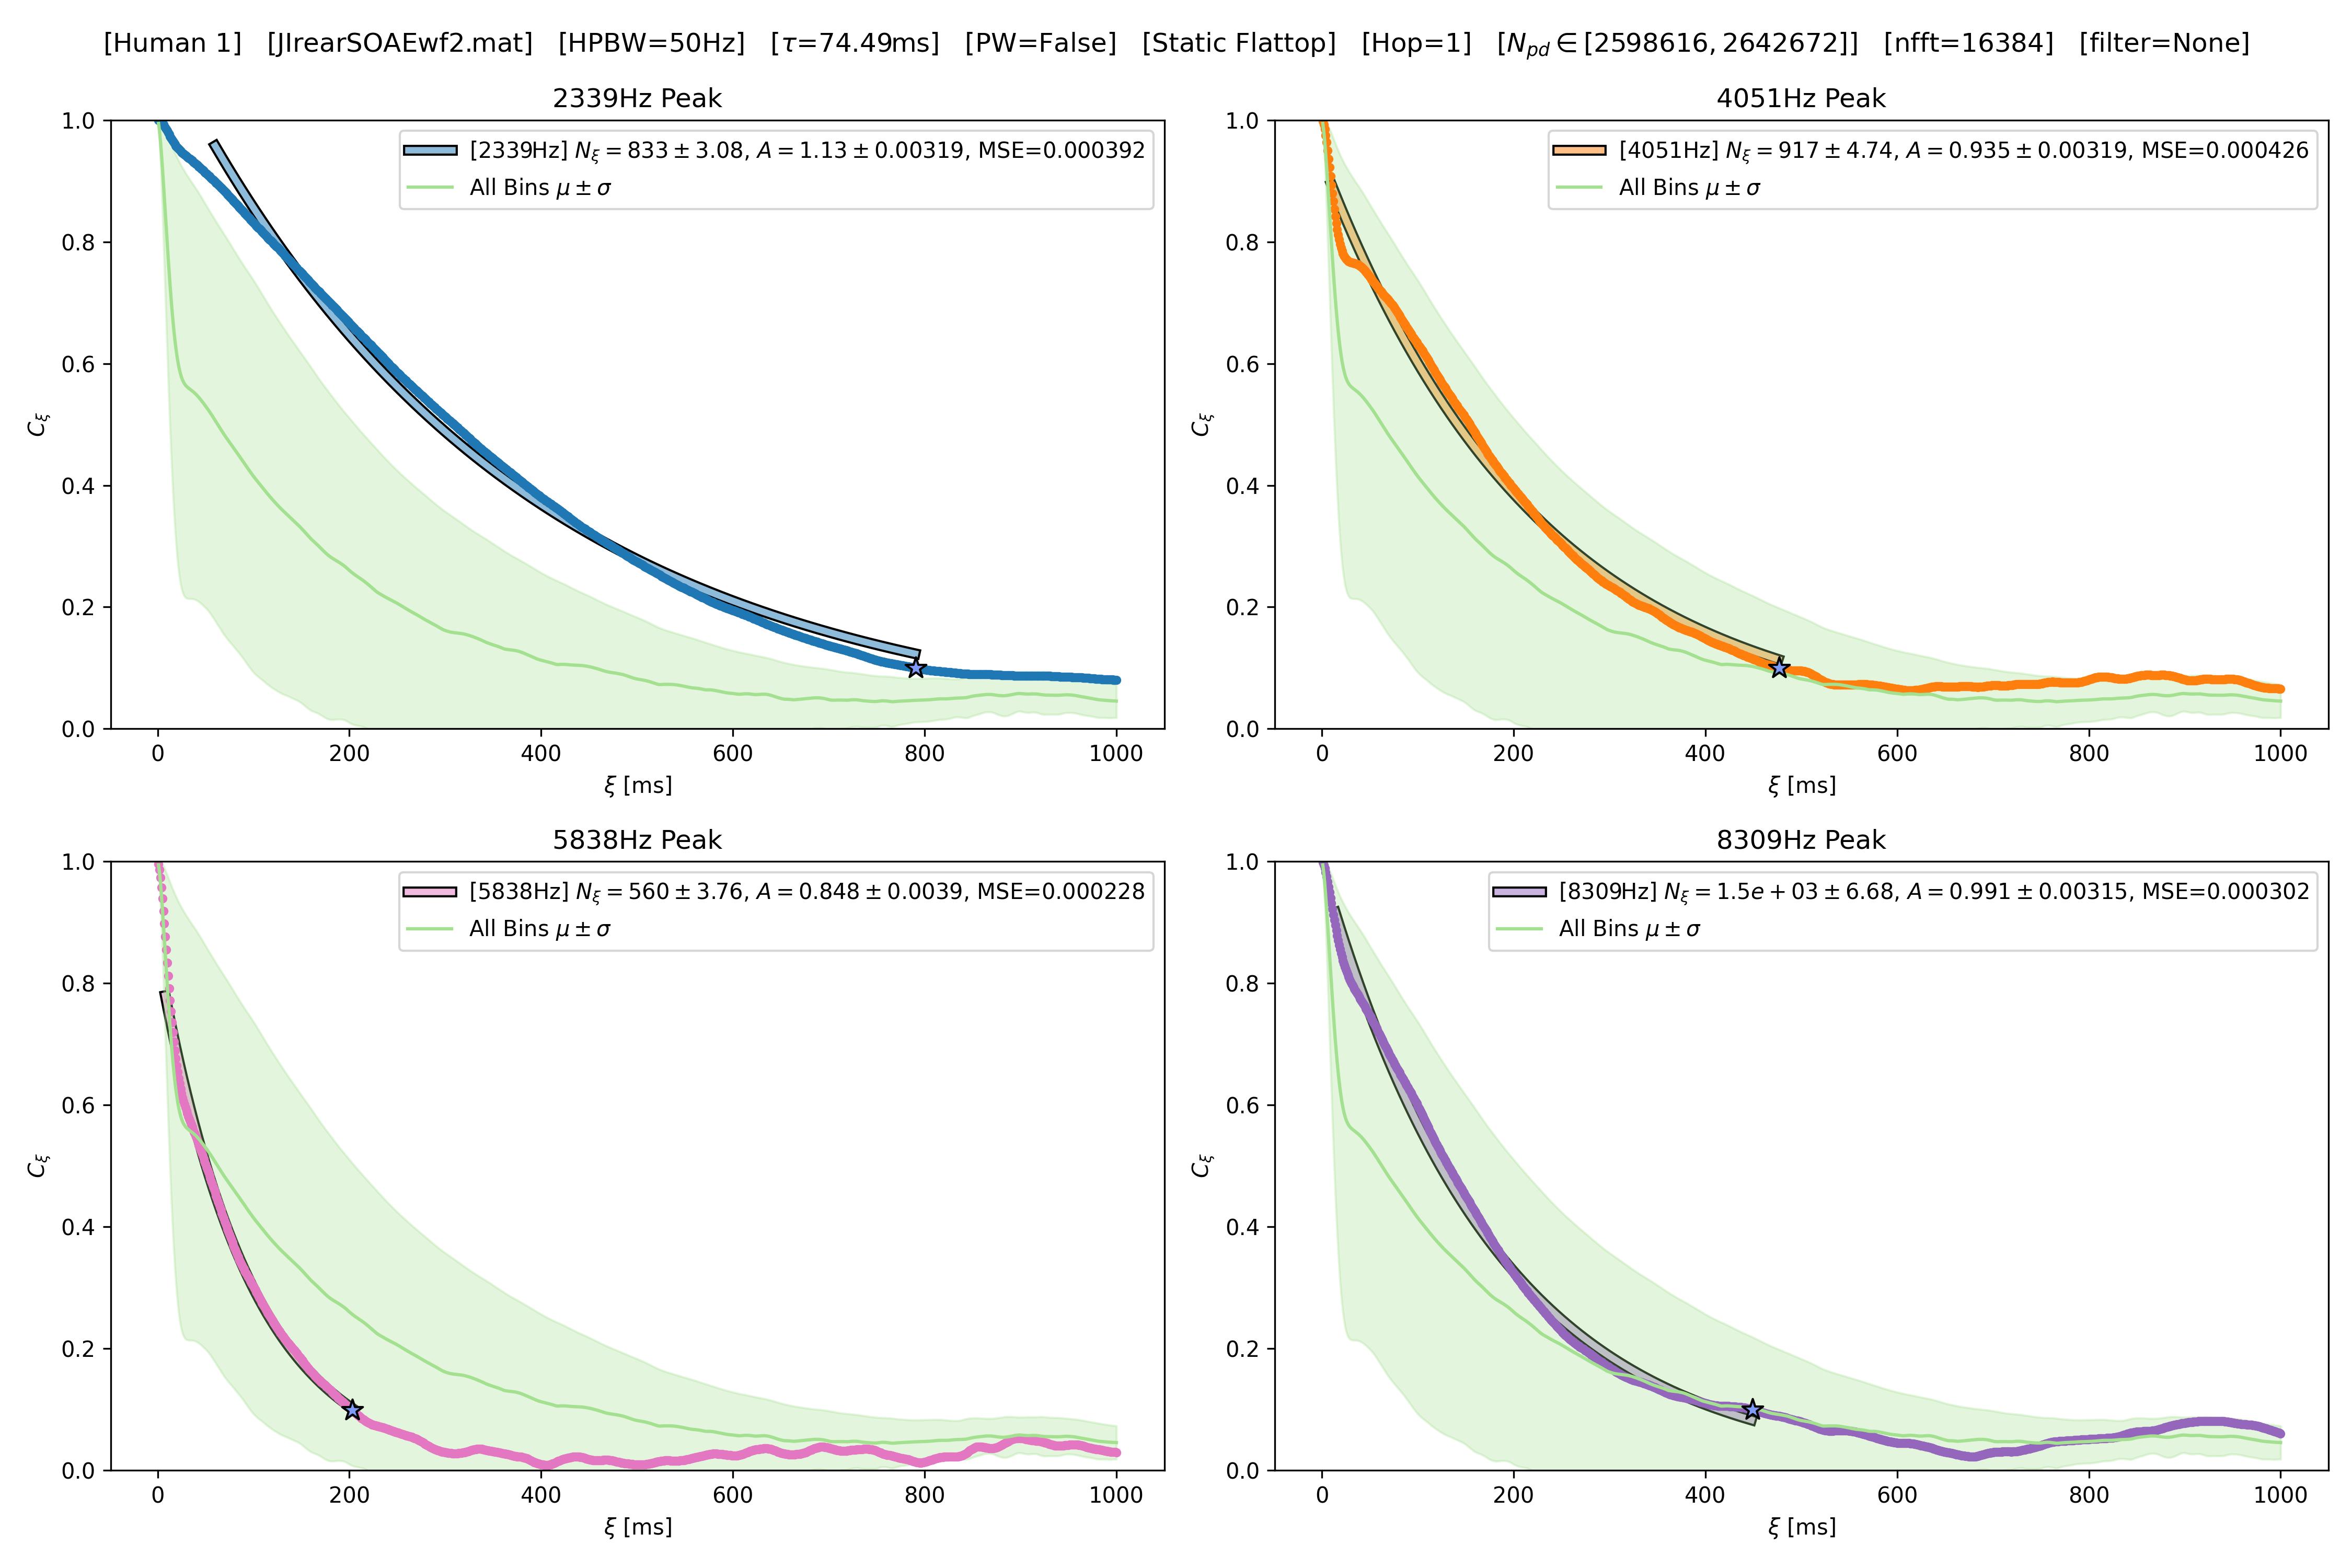 [Human 1] [JIrearSOAEwf2.mat] [HPBW=50Hz] [τ=74.49ms] [PW=False] [Static Flattop] [Hop=1] [N_pd ∈ [2598616, 2642672]] [nfft=16384] [filter=None]
2339Hz Peak
[2339Hz] N_ξ = 833 ± 3.08, A = 1.13 ± 0.00319, MSE=0.000392
All Bins μ ± σ
1.0
0.8
0.6
0.4
0.2
0.0
C_ξ
0 200 400 600 800 1000
ξ [ms]
4051Hz Peak
[4051Hz] N_ξ = 917 ± 4.74, A = 0.935 ± 0.00319, MSE=0.000426
All Bins μ ± σ
1.0
0.8
0.6
0.4
0.2
0.0
C_ξ
0 200 400 600 800 1000
ξ [ms]
5838Hz Peak
[5838Hz] N_ξ = 560 ± 3.76, A = 0.848 ± 0.0039, MSE=0.000228
All Bins μ ± σ
1.0
0.8
0.6
0.4
0.2
0.0
C_ξ
0 200 400 600 800 1000
ξ [ms]
8309Hz Peak
[8309Hz] N_ξ = 1.5e + 03 ± 6.68, A = 0.991 ± 0.00315, MSE=0.000302
All Bins μ ± σ
1.0
0.8
0.6
0.4
0.2
0.0
C_ξ
0 200 400 600 800 1000
ξ [ms]